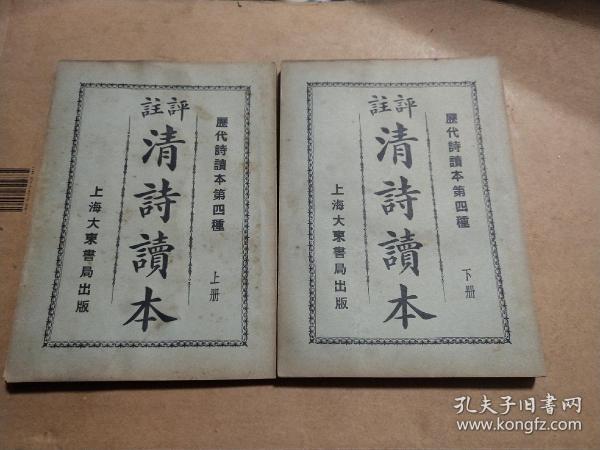 歷代詩讀本第四種
上册
評註
清詩讀本
上海大東書局出版
歷代詩讀本第四種
下册
評註
清詩讀本
上海大東書局出版
孔夫子旧书网
www.kongfz.com